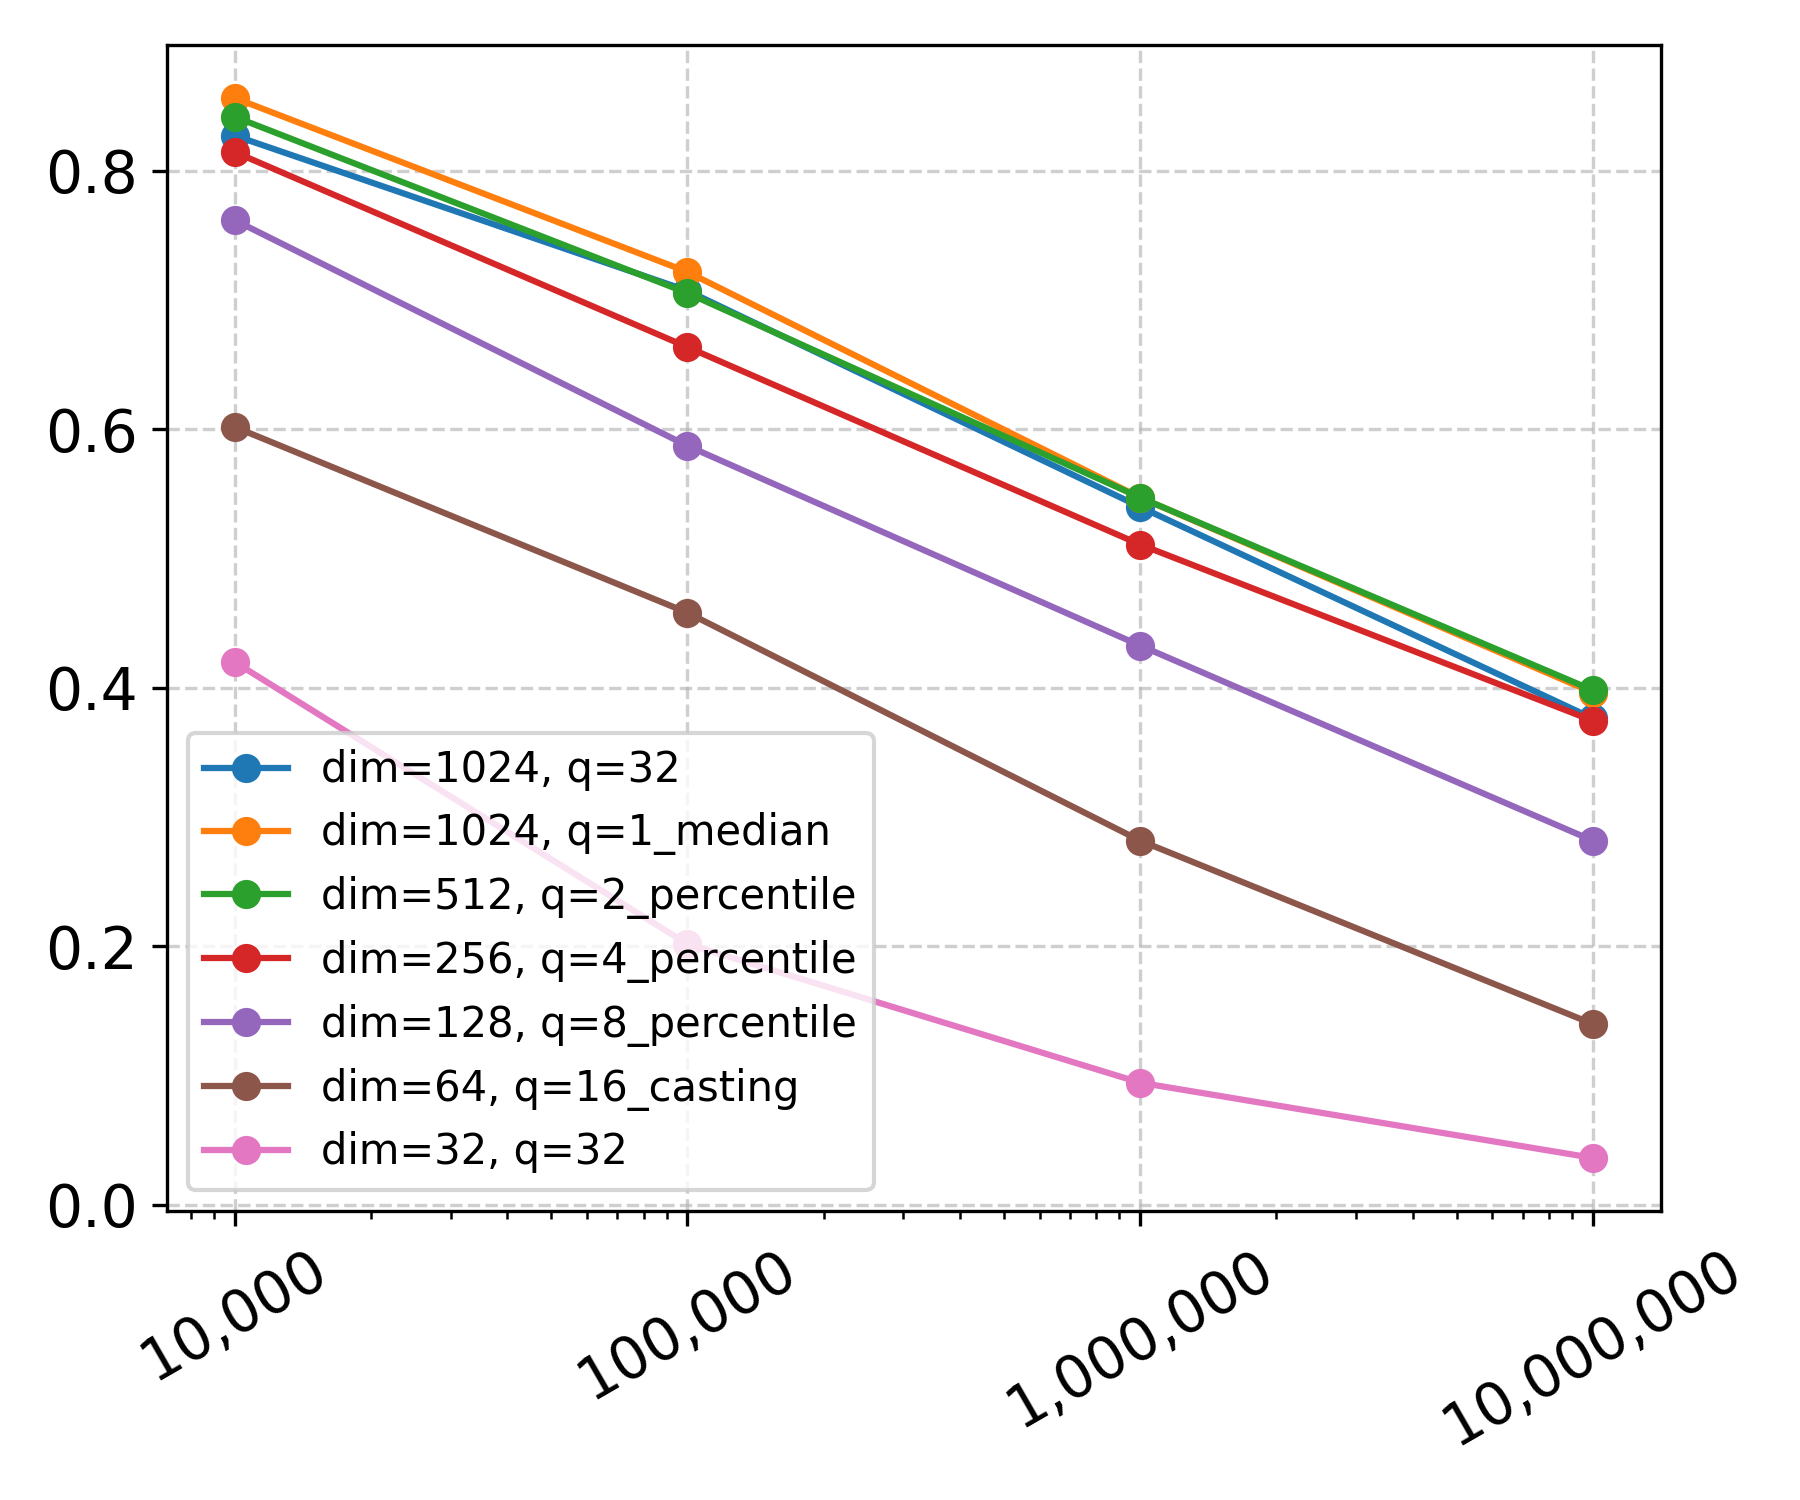 0.8
0.6
0.4
0.2
0.0
dim=1024, q=32
dim=1024, q=1_median
dim=512, q=2_percentile
dim=256, q=4_percentile
dim=128, q=8_percentile
dim=64, q=16_casting
dim=32, q=32
10,000
100,000
1,000,000
10,000,000